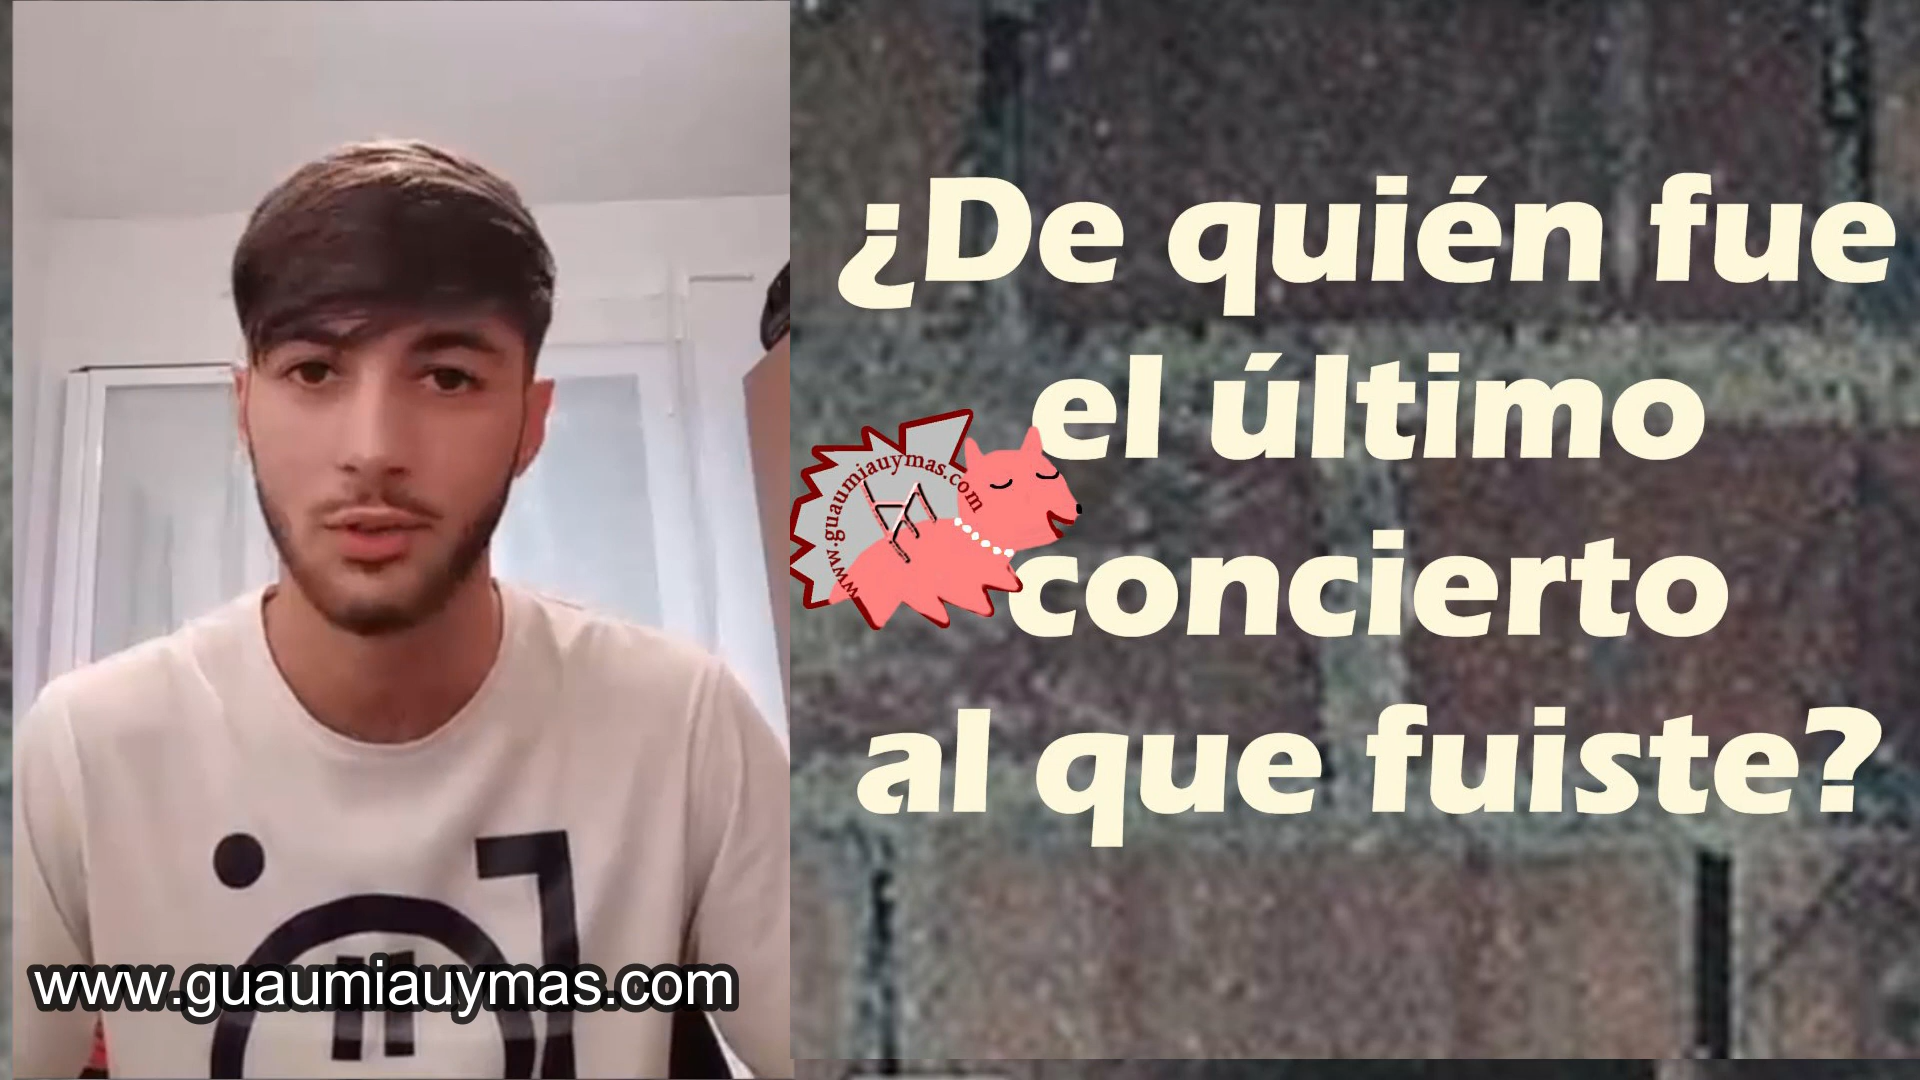 ¿De quién fue
el último
concierto
al que fuiste?
www.guaumiauymas.com
www.guaumiauymas.com